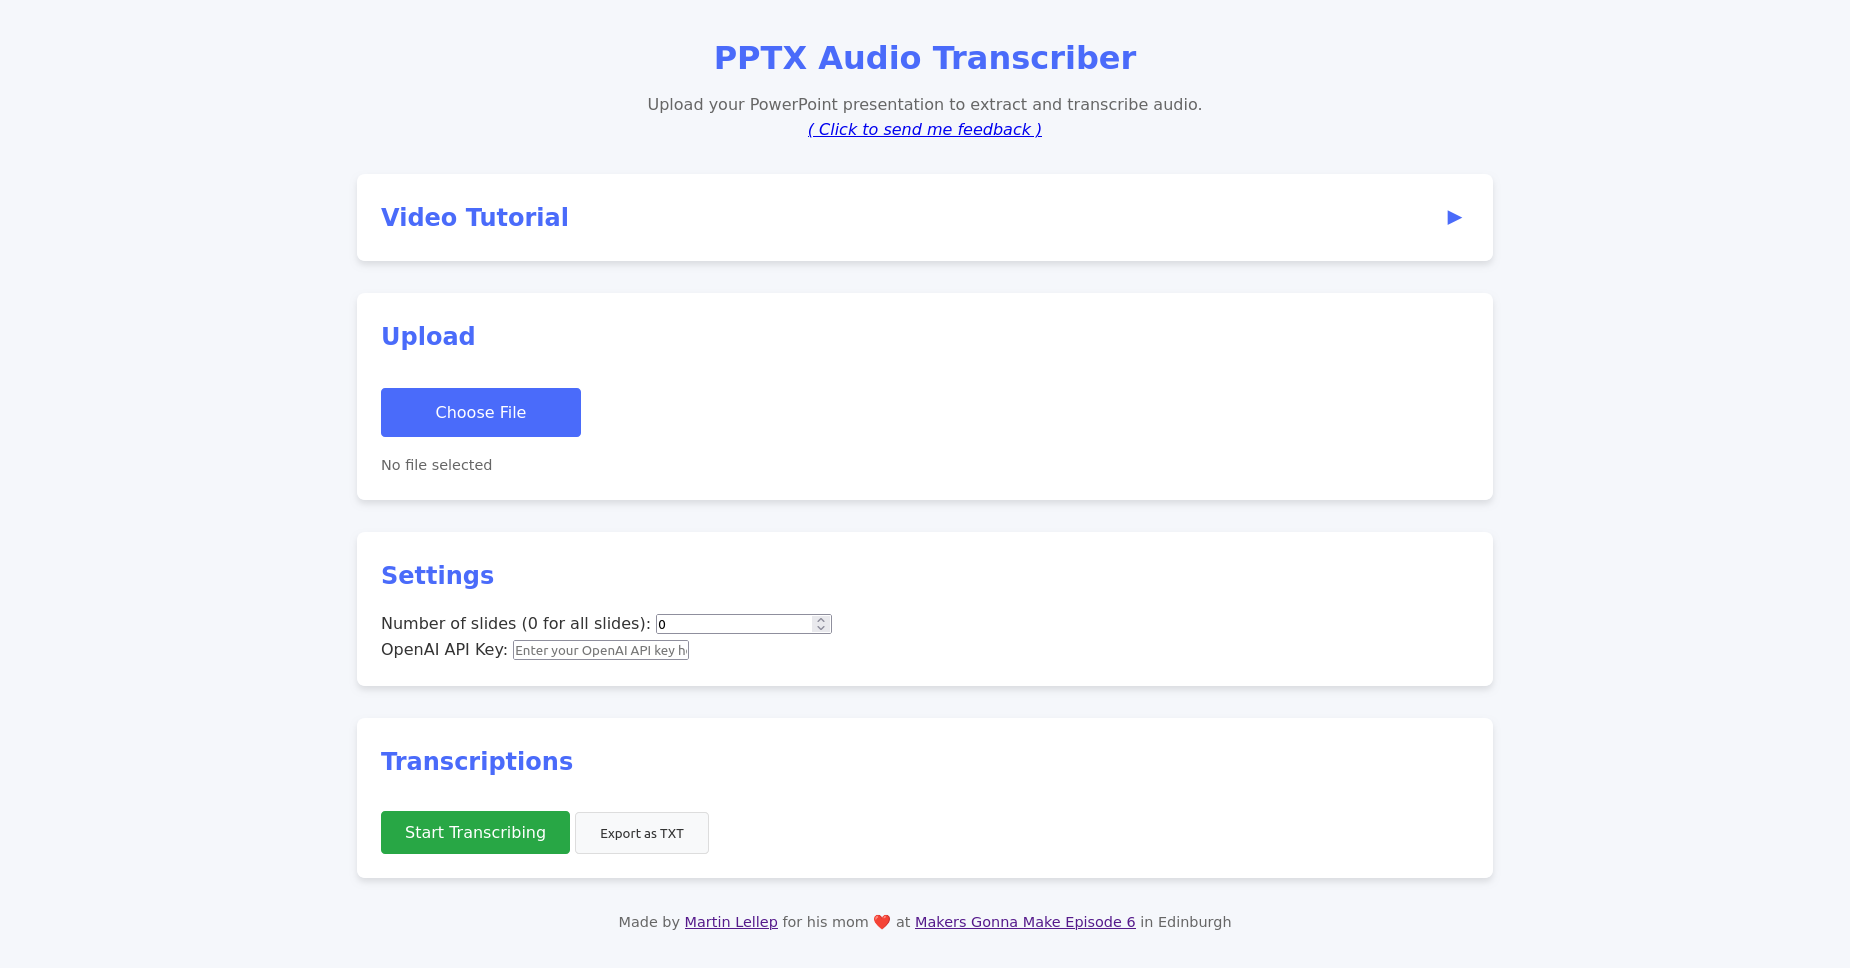 PPTX Audio Transcriber
Upload your PowerPoint presentation to extract and transcribe audio.
( Click to send me feedback )
Video Tutorial
Upload
Choose File
No file selected
Settings
Number of slides (0 for all slides): 0
OpenAI API Key: Enter your OpenAI API key
Transcriptions
Start Transcribing Export as TXT
Made by Martin Lellep for his mom ❤️ at Makers Gonna Make Episode 6 in Edinburgh